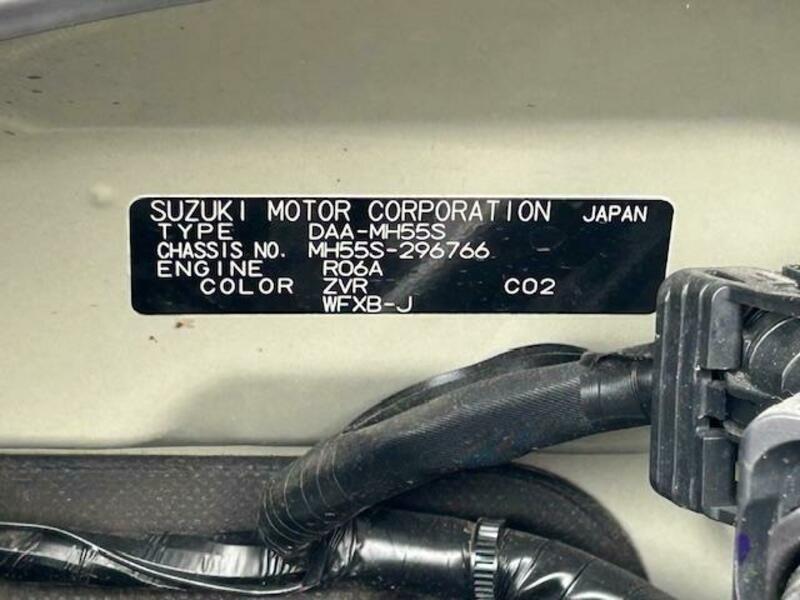 SUZUKI MOTOR CORPORATION JAPAN
TYPE DAA-MH55S
CHASSIS NO. MH55S-296766
ENGINE R06A
COLOR ZVR C02
WFXB-J